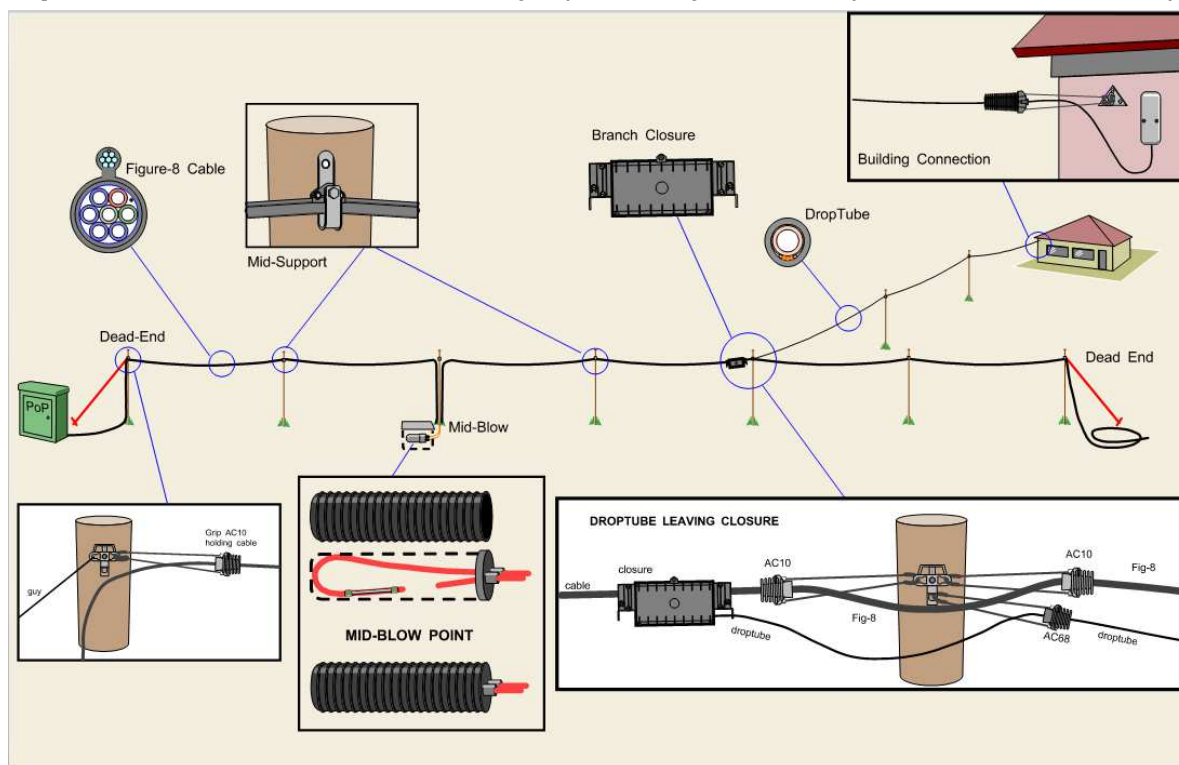 Figure-8 Cable
Mid-Support
Branch Closure
DropTube
Building Connection
Dead-End
PoP
Mid-Blow
Dead End
Grip AC10
holding cable
guy
MID-BLOW POINT
DROPTUBE LEAVING CLOSURE
cable
closure
AC10
AC10
Fig-8
Fig-8
droptube
AC68
droptube